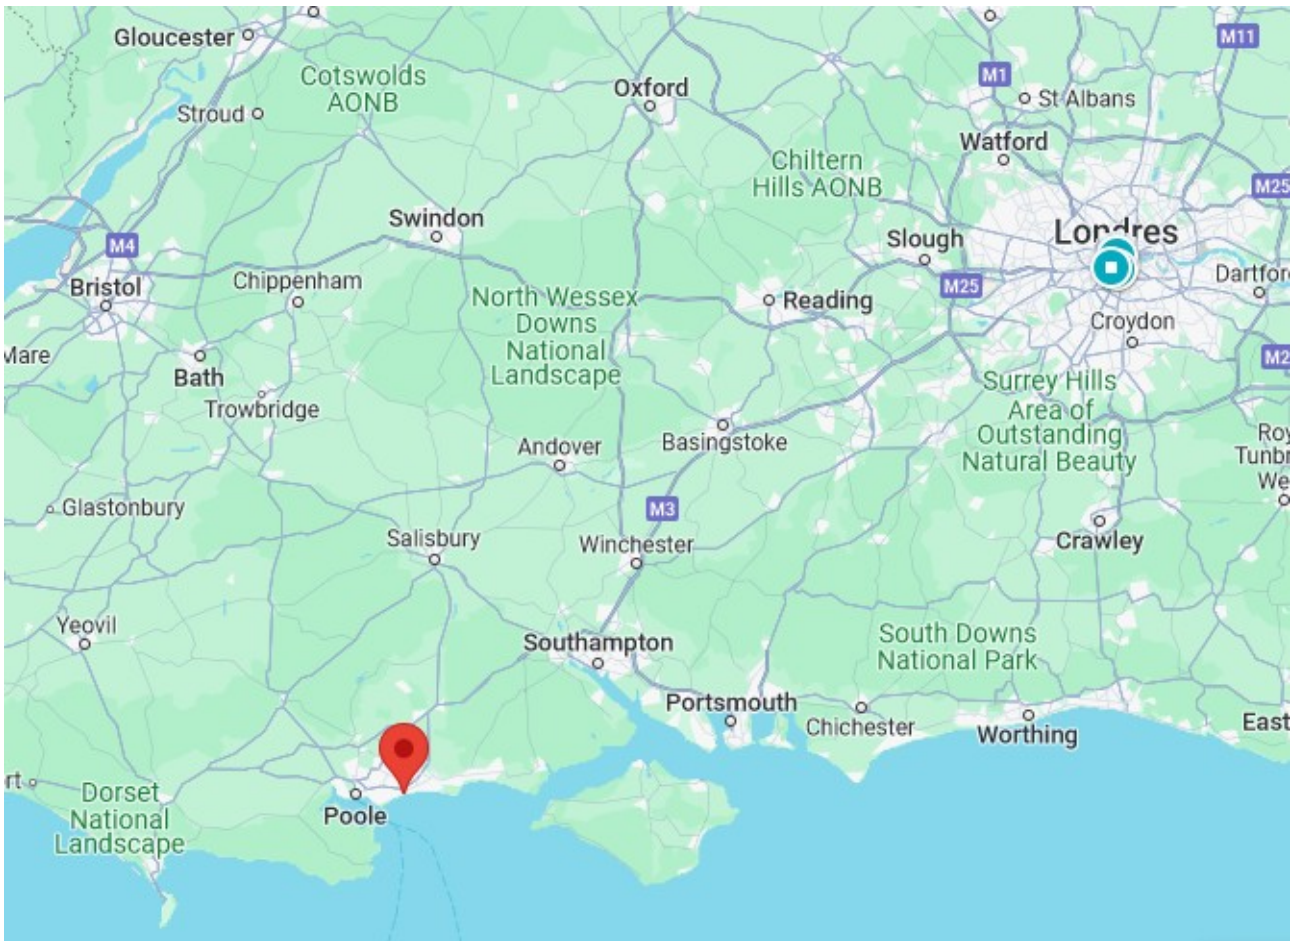 Gloucester
Cotswolds
AONB
Stroud
Oxford
M1
M11
St Albans
Watford
Chiltern
Hills AONB
M25
Swindon
Londres
M4
Slough
Bristol
Chippenham
M25
Dartfor
North Wessex
Downs
National
Landscape
Reading
Croydon
Mare
Bath
M2
Trowbridge
Surrey Hills
Area of
Outstanding
Natural Beauty
Andover
Basingstoke
Roy
Tunbr
We
Glastonbury
M3
Salisbury
Winchester
Crawley
Yeovil
Southampton
South Downs
National Park
Portsmouth
Chichester
Worthing
East
rt
Dorset
National
Landscape
Poole